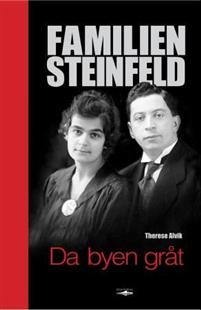 FAMILIEN
STEINFELD
Therese Alvik
Da byen gråt